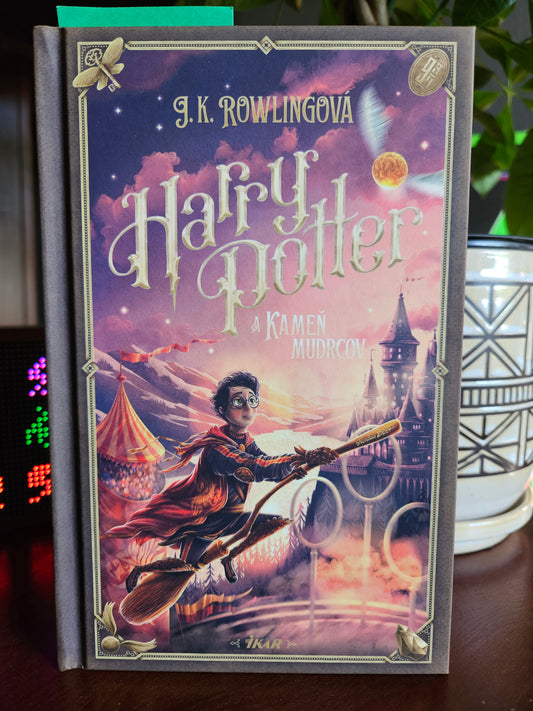 J. K. ROWLINGOVÁ
Harry
Potter
A KAMEŇ
MUDRCOV
IKAR